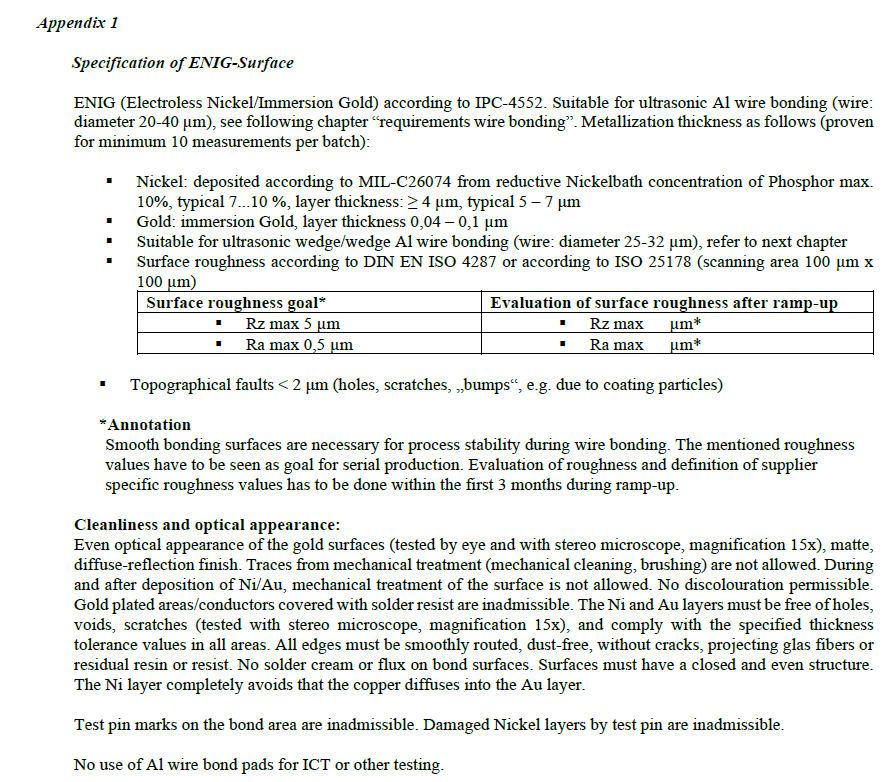 Appendix 1
Specification of ENIG-Surface
ENIG (Electroless Nickel/Immersion Gold) according to IPC-4552. Suitable for ultrasonic Al wire bonding (wire:
diameter 20-40 μm), see following chapter “requirements wire bonding”. Metallization thickness as follows (proven
for minimum 10 measurements per batch):
▪ Nickel: deposited according to MIL-C26074 from reductive Nickelbath concentration of Phosphor max.
10%, typical 7...10 %, layer thickness: ≥ 4 μm, typical 5 – 7 μm
▪ Gold: immersion Gold, layer thickness 0,04 – 0,1 μm
▪ Suitable for ultrasonic wedge/wedge Al wire bonding (wire: diameter 25-32 μm), refer to next chapter
▪ Surface roughness according to DIN EN ISO 4287 or according to ISO 25178 (scanning area 100 μm x
100 μm)
Surface roughness goal* Evaluation of surface roughness after ramp-up
▪ Rz max 5 μm ▪ Rz max μm*
▪ Ra max 0,5 μm ▪ Ra max μm*
▪ Topographical faults < 2 μm (holes, scratches, „bumps“, e.g. due to coating particles)
*Annotation
Smooth bonding surfaces are necessary for process stability during wire bonding. The mentioned roughness
values have to be seen as goal for serial production. Evaluation of roughness and definition of supplier
specific roughness values has to be done within the first 3 months during ramp-up.
Cleanliness and optical appearance:
Even optical appearance of the gold surfaces (tested by eye and with stereo microscope, magnification 15x), matte,
diffuse-reflection finish. Traces from mechanical treatment (mechanical cleaning, brushing) are not allowed. During
and after deposition of Ni/Au, mechanical treatment of the surface is not allowed. No discolouration permissible.
Gold plated areas/conductors covered with solder resist are inadmissible. The Ni and Au layers must be free of holes,
voids, scratches (tested with stereo microscope, magnification 15x), and comply with the specified thickness
tolerance values in all areas. All edges must be smoothly routed, dust-free, without cracks, projecting glas fibers or
residual resin or resist. No solder cream or flux on bond surfaces. Surfaces must have a closed and even structure.
The Ni layer completely avoids that the copper diffuses into the Au layer.
Test pin marks on the bond area are inadmissible. Damaged Nickel layers by test pin are inadmissible.
No use of Al wire bond pads for ICT or other testing.